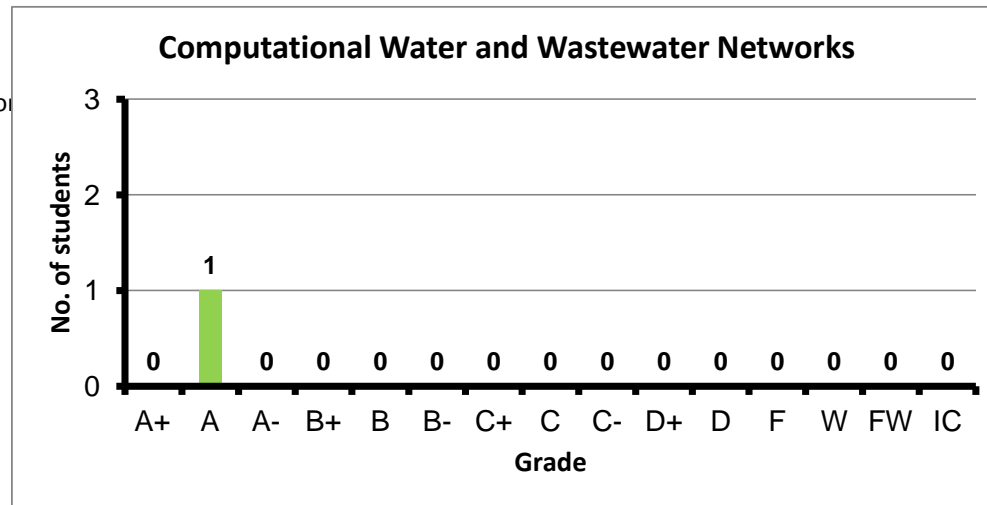 Computational Water and Wastewater Networks
3
2
1
0
No. of students
1
0 0 0 0 0 0 0 0 0 0 0 0 0 0
A+ A A- B+ B B- C+ C C- D+ D F W FW IC
Grade